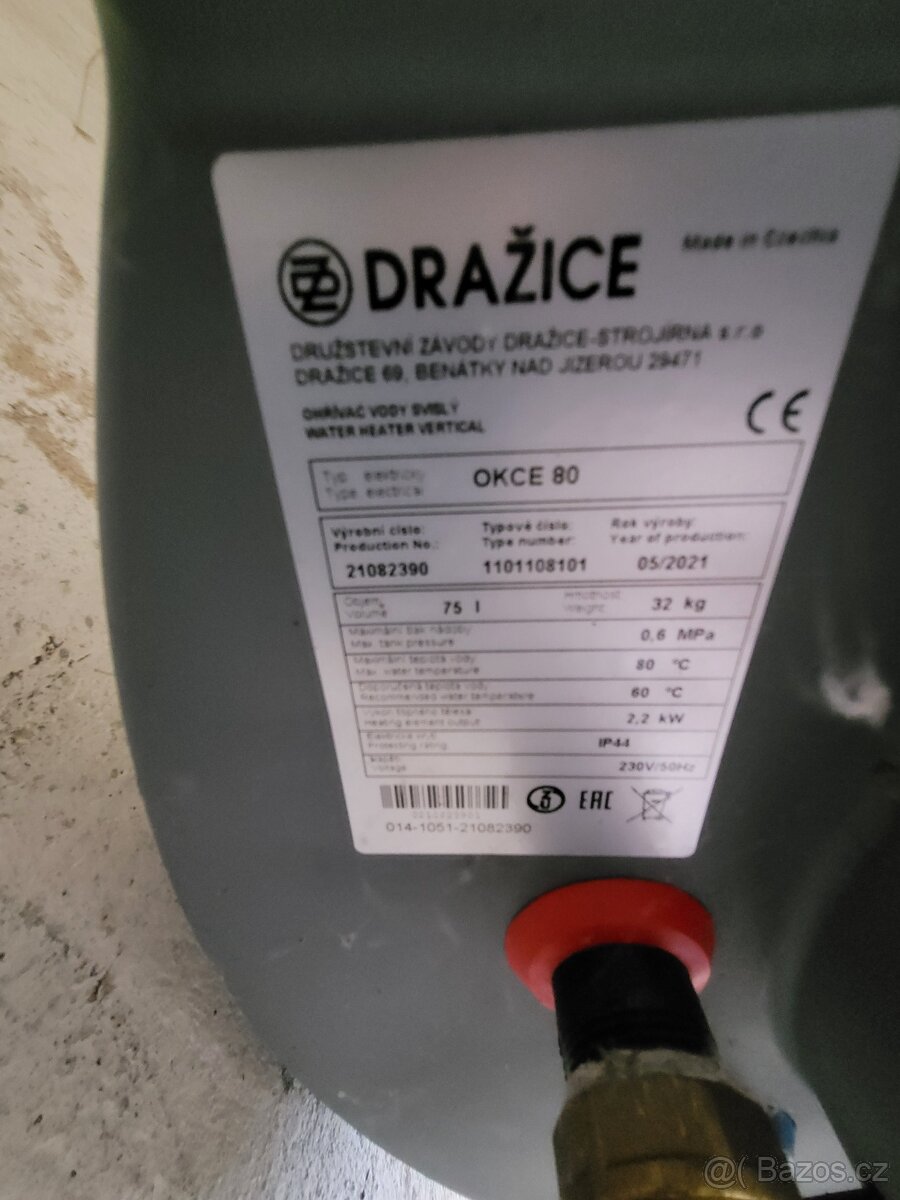 DRAŽICE
Made in Czechia
DRUŽSTEVNÍ ZÁVODY DRAŽICE-STROJÍRNA s.r.o
DRAŽICE 69, BENÁTKY NAD JIZEROU 29471
OHŘÍVAČ VODY SVISLÝ
WATER HEATER VERTICAL
CE
Typ elektrický
Type electrical
OKCE 80
Výrobní číslo: Typové číslo: Rok výroby:
Production No.: Type number: Year of production:
21082390 1101108101 05/2021
Objem
Volume
75 l
Hmotnost
Weight
32 kg
Maximální tlak nádoby
Max. tank pressure
0,6 MPa
Maximální teplota vody
Max. water temperature
80 °C
Doporučená teplota vody
Recommended water temperature
60 °C
Výkon topného tělesa
Heating element output
2,2 kW
Elektrické krytí
Protecting rating
IP44
Napětí
Voltage
230V/50Hz
EAC
014-1051-21082390
@( Bazos.cz